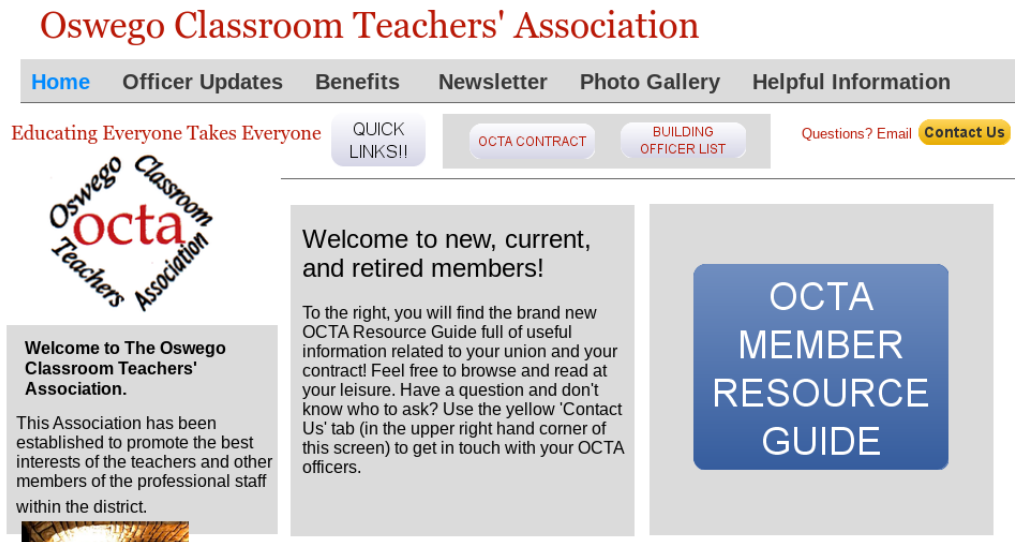 Oswego Classroom Teachers' Association
Home Officer Updates Benefits Newsletter Photo Gallery Helpful Information
Educating Everyone Takes Everyone
QUICK
LINKS!!
OCTA CONTRACT
BUILDING
OFFICER LIST
Questions? Email Contact Us
Oswego Classroom
octa
Teachers Association
Welcome to The Oswego
Classroom Teachers'
Association.
This Association has been
established to promote the best
interests of the teachers and other
members of the professional staff
within the district.
Welcome to new, current,
and retired members!
To the right, you will find the brand new
OCTA Resource Guide full of useful
information related to your union and your
contract! Feel free to browse and read at
your leisure. Have a question and don't
know who to ask? Use the yellow 'Contact
Us' tab (in the upper right hand corner of
this screen) to get in touch with your OCTA
officers.
OCTA
MEMBER
RESOURCE
GUIDE